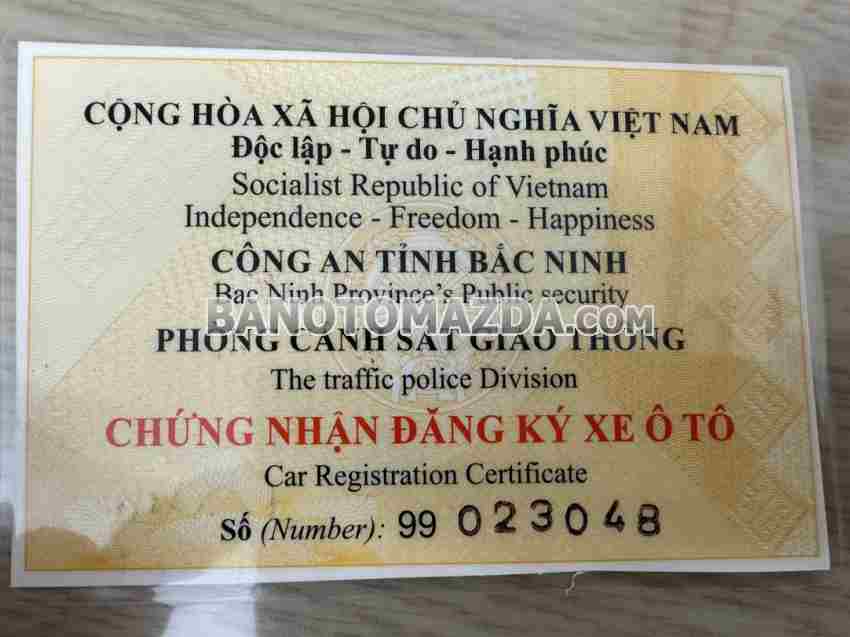 CỘNG HÒA XÃ HỘI CHỦ NGHĨA VIỆT NAM
Độc lập - Tự do - Hạnh phúc
Socialist Republic of Vietnam
Independence - Freedom - Happiness
CÔNG AN TỈNH BẮC NINH
Bac Ninh Province's Public security
BANOTOMAZDA.com
PHÒNG CẢNH SÁT GIAO THÔNG
The traffic police Division
CHỨNG NHẬN ĐĂNG KÝ XE Ô TÔ
Car Registration Certificate
Số (Number): 99 023048